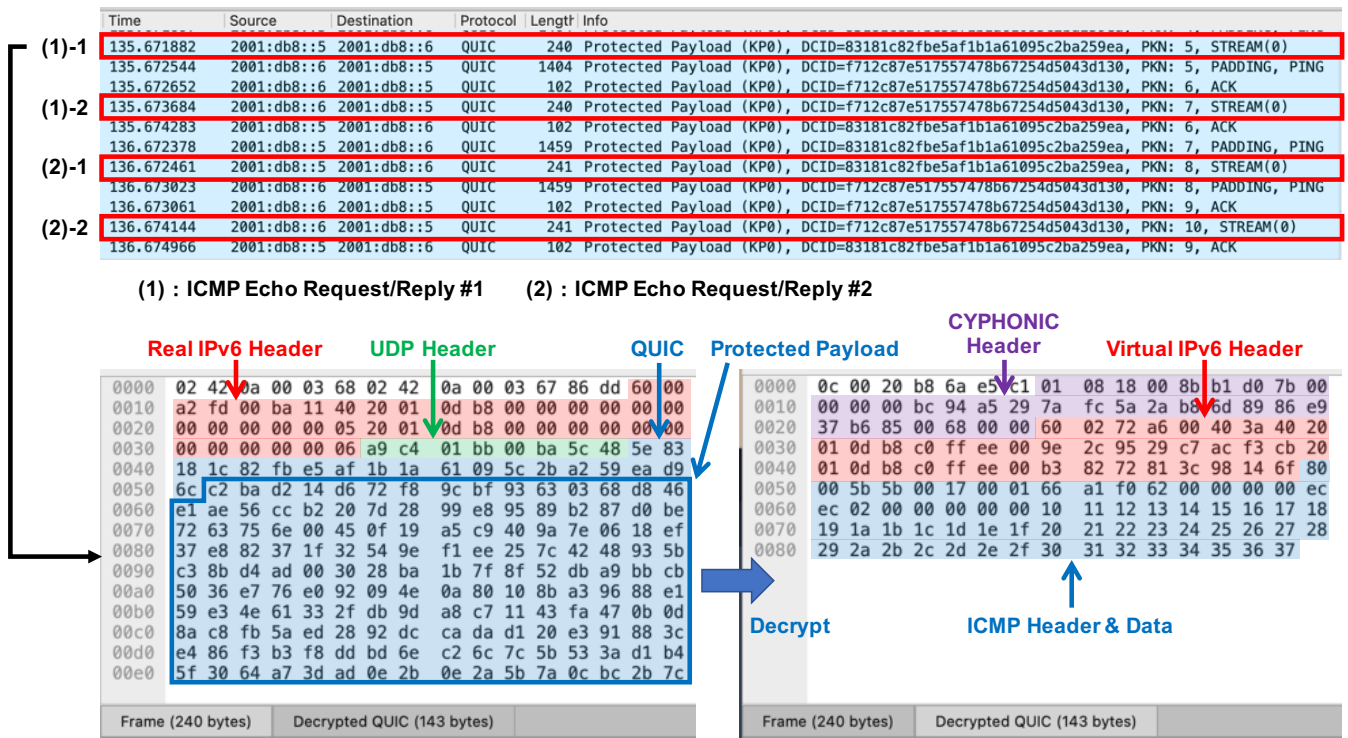 Time Source Destination Protocol Length Info
(1)-1 135.671882 2001:db8::5 2001:db8::6 QUIC 240 Protected Payload (KP0), DCID=83181c82fbe5af1b1a61095c2ba259ea, PKN: 5, STREAM(0)
135.672544 2001:db8::6 2001:db8::5 QUIC 1404 Protected Payload (KP0), DCID=f712c87e517557478b67254d5043d130, PKN: 5, PADDING, PING
135.672652 2001:db8::6 2001:db8::5 QUIC 102 Protected Payload (KP0), DCID=f712c87e517557478b67254d5043d130, PKN: 6, ACK
(1)-2 135.673684 2001:db8::6 2001:db8::5 QUIC 240 Protected Payload (KP0), DCID=f712c87e517557478b67254d5043d130, PKN: 7, STREAM(0)
135.674283 2001:db8::5 2001:db8::6 QUIC 102 Protected Payload (KP0), DCID=83181c82fbe5af1b1a61095c2ba259ea, PKN: 6, ACK
136.672378 2001:db8::5 2001:db8::6 QUIC 1459 Protected Payload (KP0), DCID=83181c82fbe5af1b1a61095c2ba259ea, PKN: 7, PADDING, PING
(2)-1 136.672461 2001:db8::5 2001:db8::6 QUIC 241 Protected Payload (KP0), DCID=83181c82fbe5af1b1a61095c2ba259ea, PKN: 8, STREAM(0)
136.673023 2001:db8::6 2001:db8::5 QUIC 1459 Protected Payload (KP0), DCID=f712c87e517557478b67254d5043d130, PKN: 8, PADDING, PING
136.673061 2001:db8::6 2001:db8::5 QUIC 102 Protected Payload (KP0), DCID=f712c87e517557478b67254d5043d130, PKN: 9, ACK
(2)-2 136.674144 2001:db8::6 2001:db8::5 QUIC 241 Protected Payload (KP0), DCID=f712c87e517557478b67254d5043d130, PKN: 10, STREAM(0)
136.674966 2001:db8::5 2001:db8::6 QUIC 102 Protected Payload (KP0), DCID=83181c82fbe5af1b1a61095c2ba259ea, PKN: 9, ACK
(1) : ICMP Echo Request/Reply #1 (2) : ICMP Echo Request/Reply #2
Real IPv6 Header UDP Header QUIC Protected Payload
0000 02 42 0a 00 03 68 02 42 0a 00 03 67 86 dd 60 00
0010 a2 fd 00 ba 11 40 20 01 0d b8 00 00 00 00 00 00
0020 00 00 00 00 00 05 20 01 0d b8 00 00 00 00 00 00
0030 00 00 00 00 00 06 a9 c4 01 bb 00 ba 5c 48 5e 83
0040 18 1c 82 fb e5 af 1b 1a 61 09 5c 2b a2 59 ea d9
0050 6c c2 ba d2 14 d6 72 f8 9c bf 93 63 03 68 d8 46
0060 e1 ae 56 cc b2 20 7d 28 99 e8 95 89 b2 87 d0 be
0070 72 63 75 6e 00 45 0f 19 a5 c9 40 9a 7e 06 18 ef
0080 37 e8 82 37 1f 32 54 9e f1 ee 25 7c 42 48 93 5b
0090 c3 8b d4 ad 00 30 28 ba 1b 7f 8f 52 db a9 bb cb
00a0 50 36 e7 76 e0 92 09 4e 0a 80 10 8b a3 96 88 e1
00b0 59 e3 4e 61 33 2f db 9d a8 c7 11 43 fa 47 0b 0d
00c0 8a c8 fb 5a ed 28 92 dc ca da d1 20 e3 91 88 3c
00d0 e4 86 f3 b3 f8 dd bd 6e c2 6c 7c 5b 53 3a d1 b4
00e0 5f 30 64 a7 3d ad 0e 2b 0e 2a 5b 7a 0c bc 2b 7c
Frame (240 bytes) Decrypted QUIC (143 bytes)
CYPHONIC
Header
Virtual IPv6 Header
0000 0c 00 20 b8 6a e5 c1 01 08 18 00 8b b1 d0 7b 00
0010 00 00 00 bc 94 a5 29 7a fc 5a 2a b8 6d 89 86 e9
0020 37 b6 85 00 68 00 00 60 02 72 a6 00 40 3a 40 20
0030 01 0d b8 c0 ff ee 00 9e 2c 95 29 c7 ac f3 cb 20
0040 01 0d b8 c0 ff ee 00 b3 82 72 81 3c 98 14 6f 80
0050 00 5b 5b 00 17 00 01 66 a1 f0 62 00 00 00 00 ec
0060 ec 02 00 00 00 00 00 10 11 12 13 14 15 16 17 18
0070 19 1a 1b 1c 1d 1e 1f 20 21 22 23 24 25 26 27 28
0080 29 2a 2b 2c 2d 2e 2f 30 31 32 33 34 35 36 37
Decrypt
ICMP Header & Data
Frame (240 bytes) Decrypted QUIC (143 bytes)